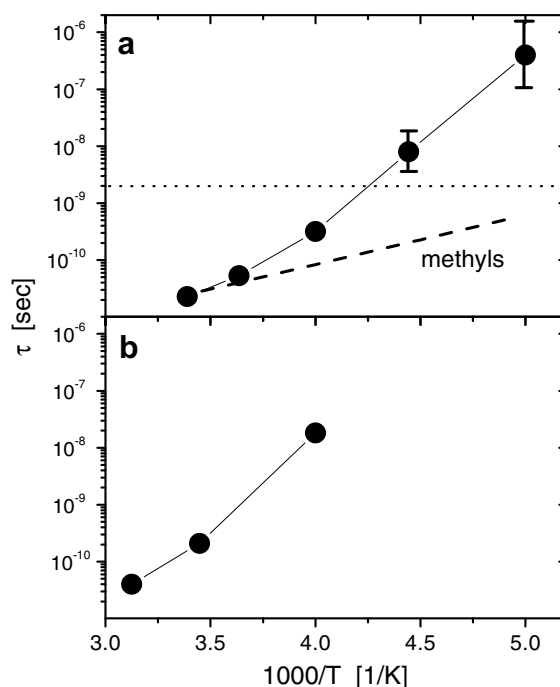 a
10⁻⁶
10⁻⁷
10⁻⁸
10⁻⁹
10⁻¹⁰
methyls
τ [sec]
b
10⁻⁶
10⁻⁷
10⁻⁸
10⁻⁹
10⁻¹⁰
3.0 3.5 4.0 4.5 5.0
1000/T [1/K]